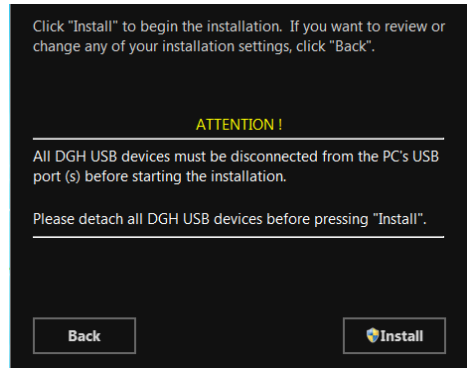 Click "Install" to begin the installation. If you want to review or
change any of your installation settings, click "Back".
ATTENTION !
All DGH USB devices must be disconnected from the PC's USB
port (s) before starting the installation.
Please detach all DGH USB devices before pressing "Install".
Back
Install